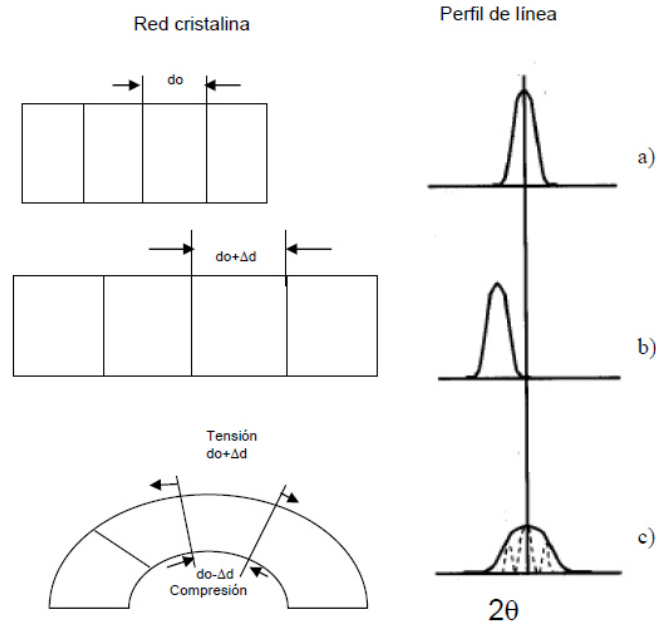 Red cristalina
Perfil de línea
do
a)
do+Δd
b)
Tensión
do+Δd
do-Δd
Compresión
c)
2θ